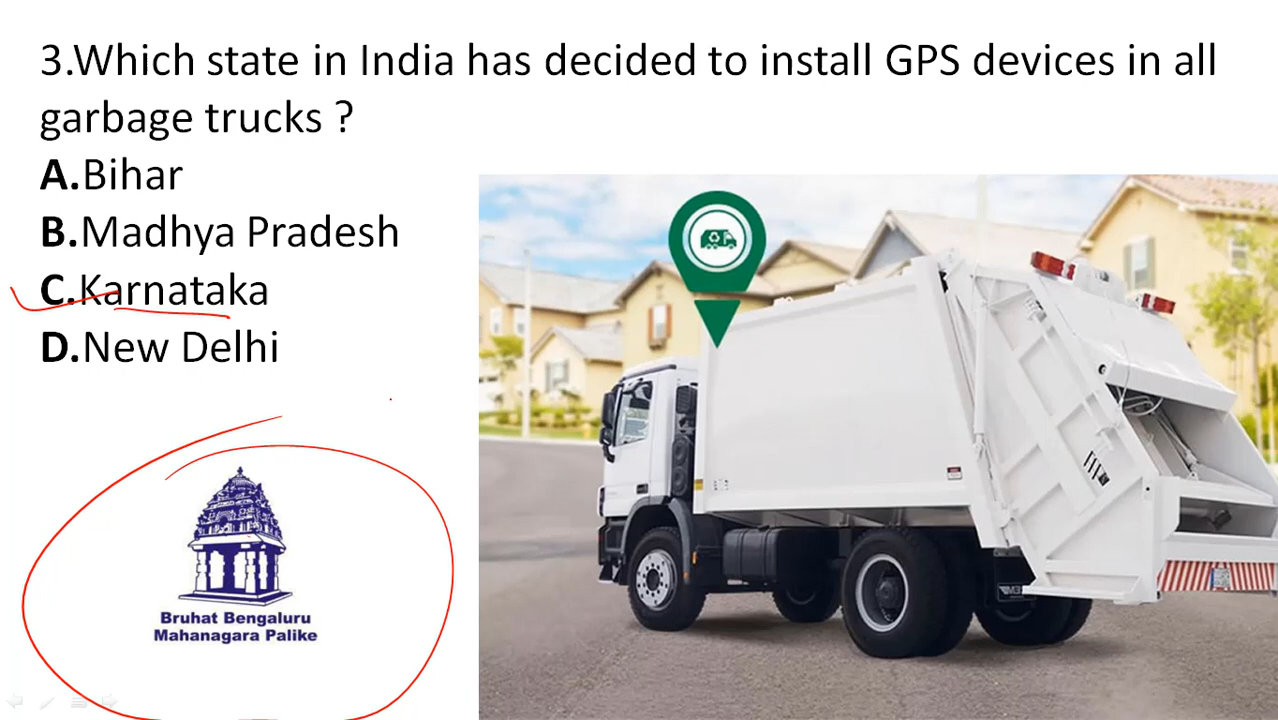 3.Which state in India has decided to install GPS devices in all
garbage trucks ?
A.Bihar
B.Madhya Pradesh
C.Karnataka
D.New Delhi
Bruhat Bengaluru
Mahanagara Palike